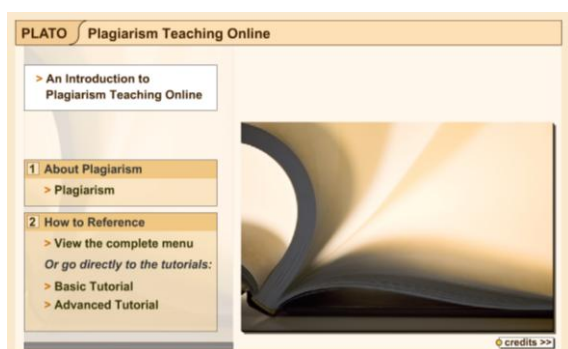 PLATO Plagiarism Teaching Online
> An Introduction to
Plagiarism Teaching Online
1 About Plagiarism
> Plagiarism
2 How to Reference
> View the complete menu
Or go directly to the tutorials:
> Basic Tutorial
> Advanced Tutorial
credits >>